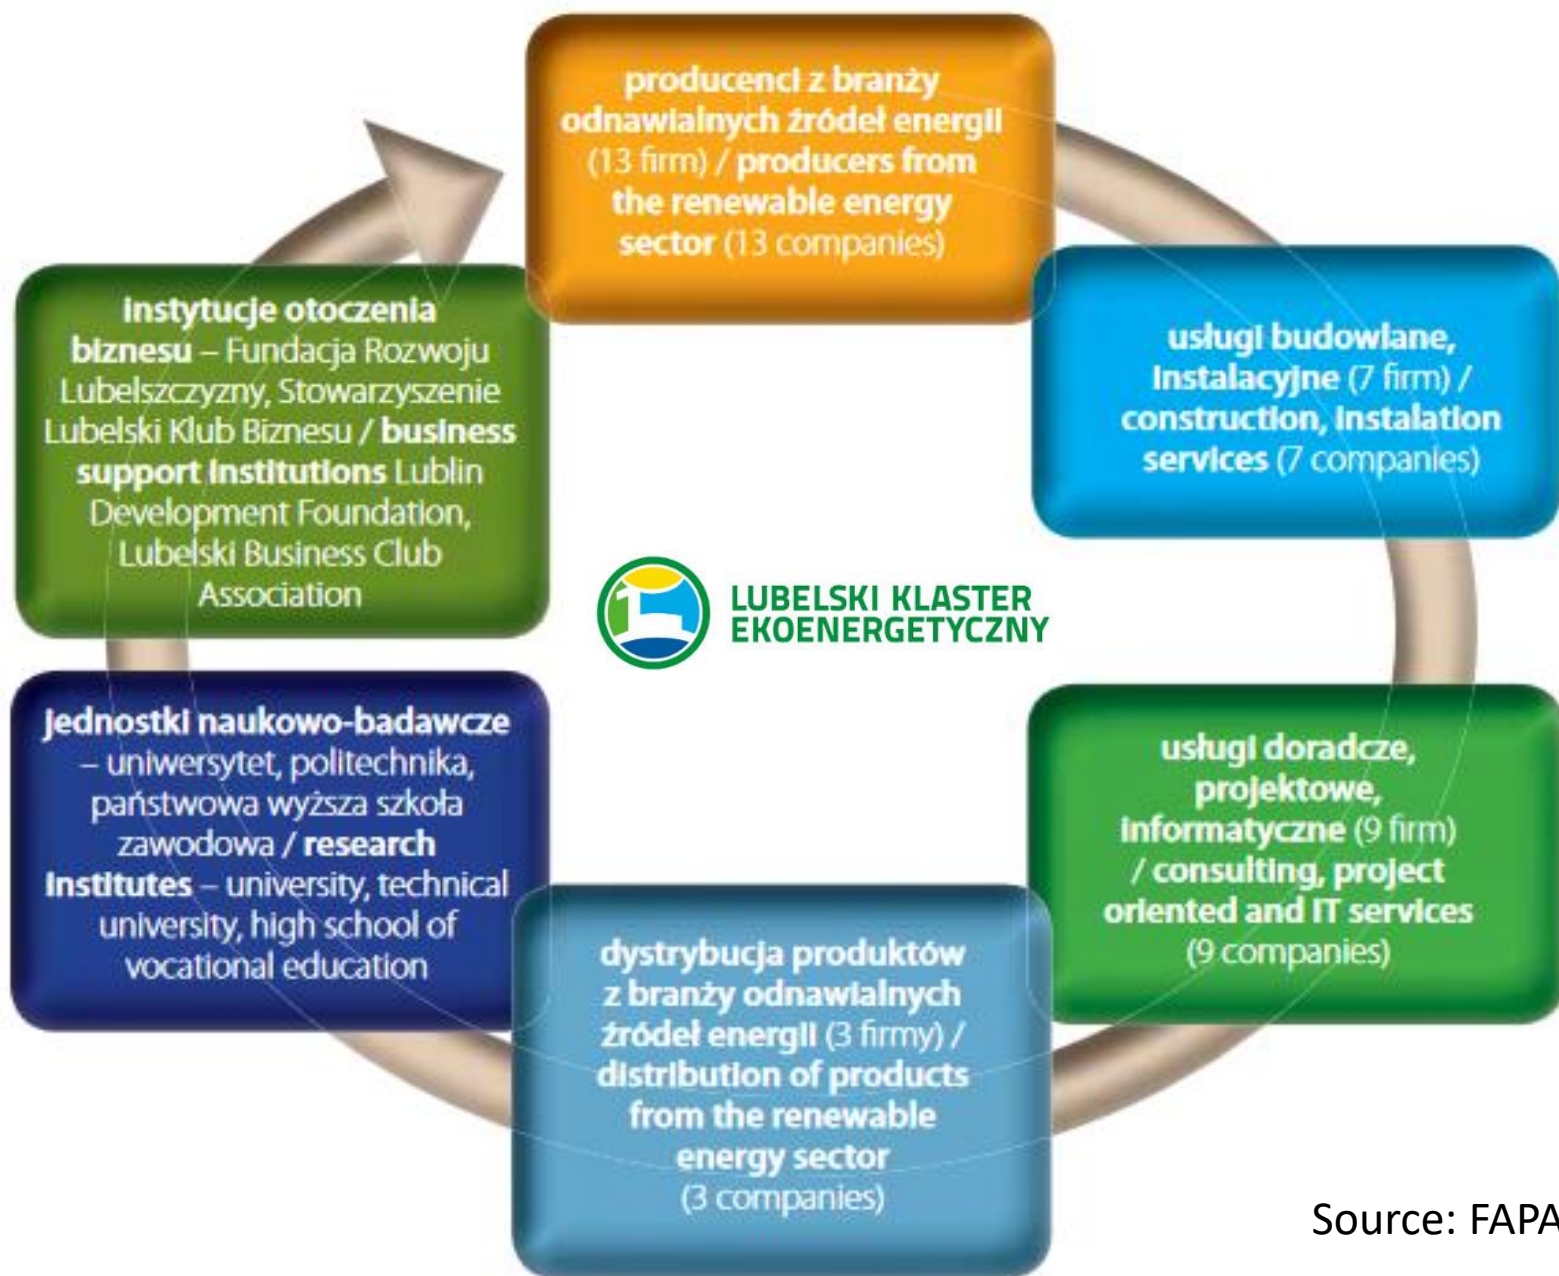 producenci z branży
odnawialnych źródeł energii
(13 firm) / producers from
the renewable energy
sector (13 companies)
usługi budowlane,
instalacyjne (7 firm) /
construction, instalation
services (7 companies)
usługi doradcze,
projektowe,
informatyczne (9 firm)
/ consulting, project
oriented and IT services
(9 companies)
dystrybucja produktów
z branży odnawialnych
źródeł energii (3 firmy) /
distribution of products
from the renewable
energy sector
(3 companies)
jednostki naukowo-badawcze
– uniwersytet, politechnika,
państwowa wyższa szkoła
zawodowa / research
institutes – university, technical
university, high school of
vocational education
instytucje otoczenia
biznesu – Fundacja Rozwoju
Lubelszczyzny, Stowarzyszenie
Lubelski Klub Biznesu / business
support institutions Lublin
Development Foundation,
Lubelski Business Club
Association
LUBELSKI KLASTER
EKOENERGETYCZNY
Source: FAPA